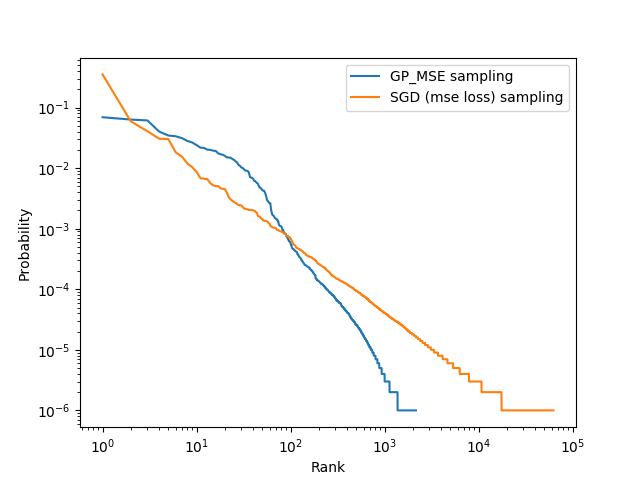 GP_MSE sampling
SGD (mse loss) sampling
10⁻¹
10⁻²
10⁻³
10⁻⁴
10⁻⁵
10⁻⁶
Probability
10⁰ 10¹ 10² 10³ 10⁴ 10⁵
Rank